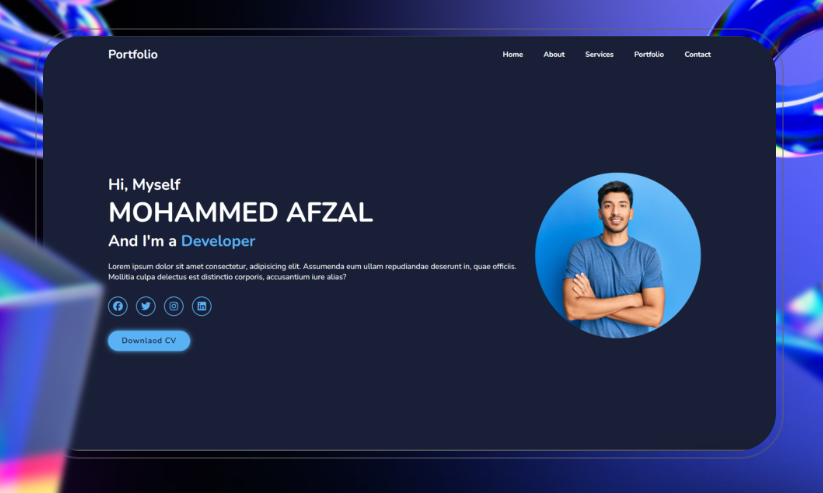 Portfolio
Home About Services Portfolio Contact
Hi, Myself
MOHAMMED AFZAL
And I'm a Developer
Lorem ipsum dolor sit amet consectetur, adipisicing elit. Assumenda eum ullam repudiandae deserunt in, quae officiis.
Mollitia culpa delectus est distinctio corporis, accusantium iure alias?
Downlaod CV